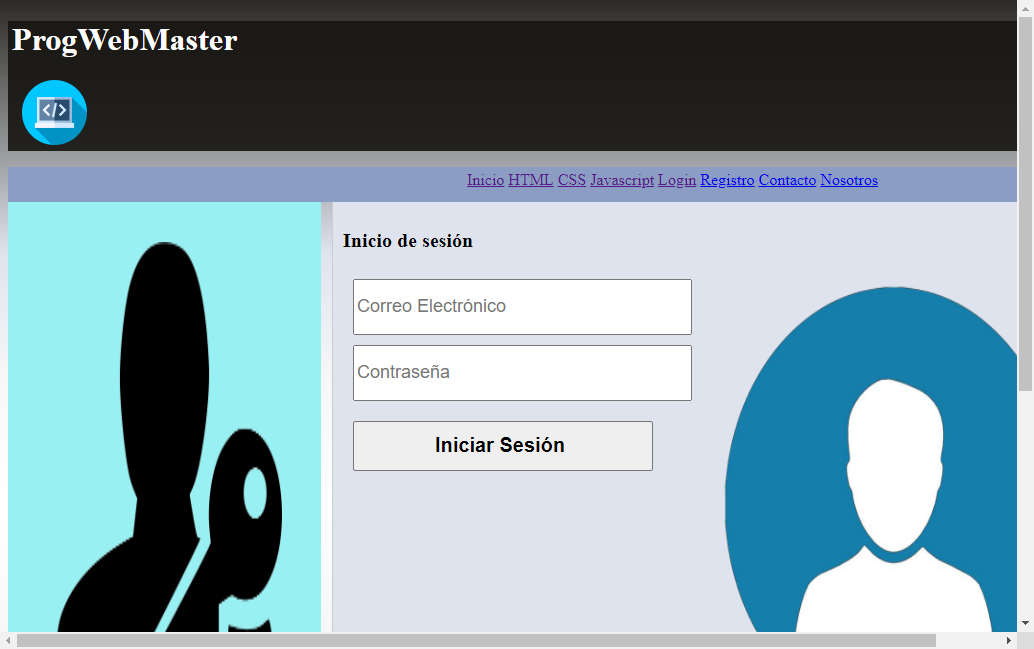 ProgWebMaster
</>
Inicio HTML CSS Javascript Login Registro Contacto Nosotros
Inicio de sesión
Correo Electrónico
Contraseña
Iniciar Sesión